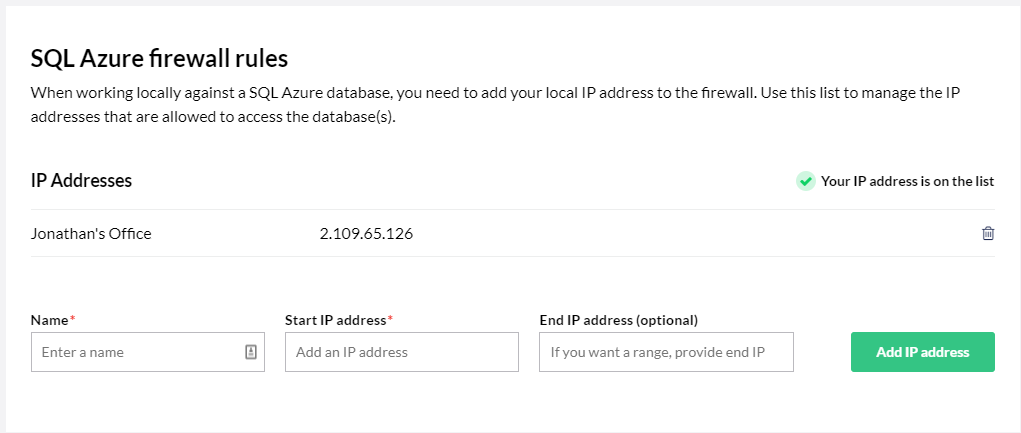 SQL Azure firewall rules
When working locally against a SQL Azure database, you need to add your local IP address to the firewall. Use this list to manage the IP
addresses that are allowed to access the database(s).
IP Addresses
Your IP address is on the list
Jonathan's Office 2.109.65.126
Name* Start IP address* End IP address (optional)
Enter a name Add an IP address If you want a range, provide end IP Add IP address